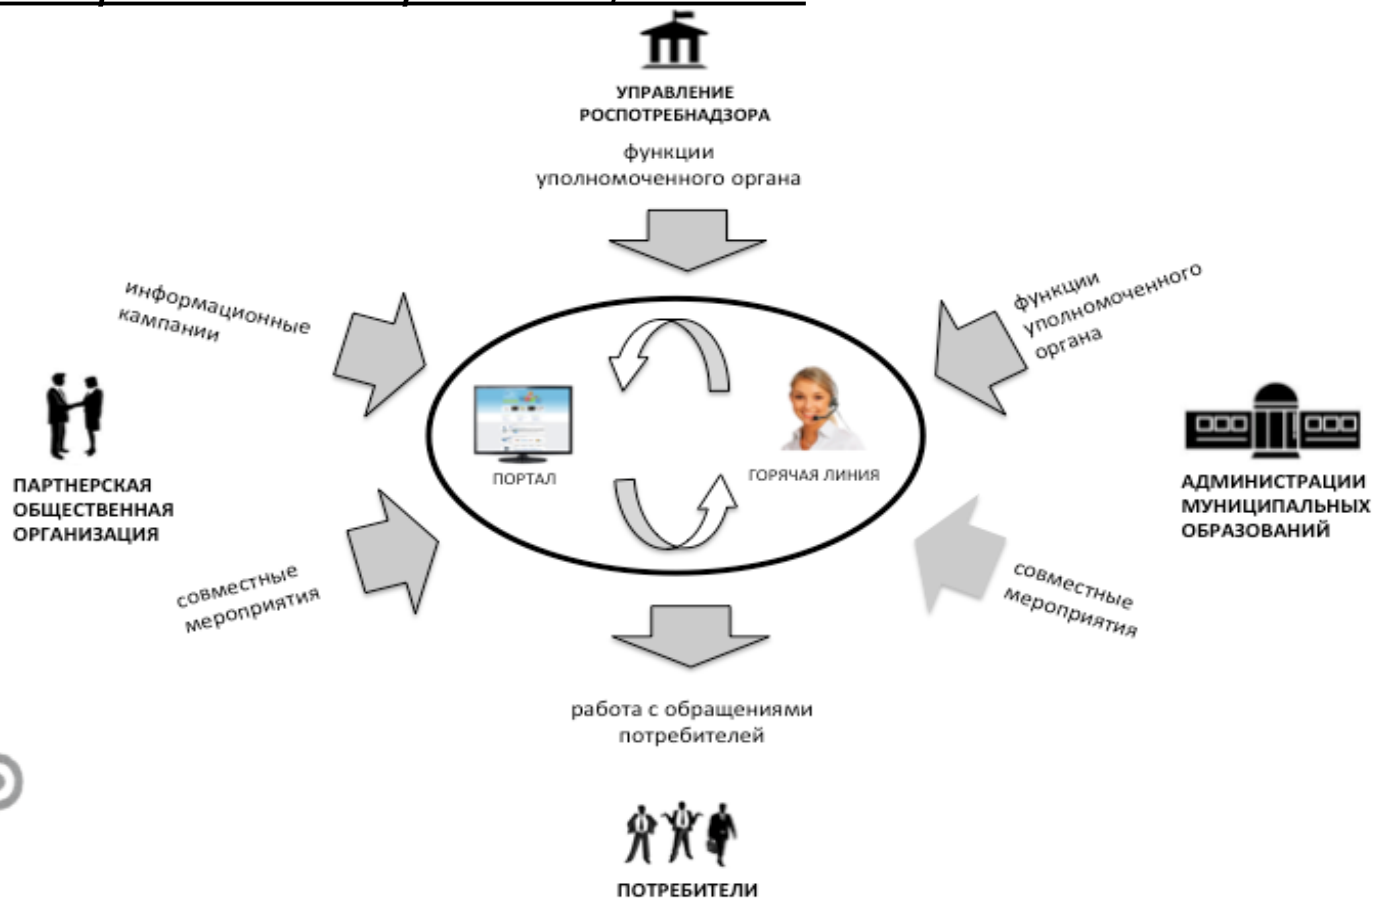 УПРАВЛЕНИЕ
РОСПОТРЕБНАДЗОРА
функции
уполномоченного органа
информационные
кампании
функции
уполномоченного
органа
ПОРТАЛ
ГОРЯЧАЯ ЛИНИЯ
ПАРТНЕРСКАЯ
ОБЩЕСТВЕННАЯ
ОРГАНИЗАЦИЯ
АДМИНИСТРАЦИИ
МУНИЦИПАЛЬНЫХ
ОБРАЗОВАНИЙ
совместные
мероприятия
совместные
мероприятия
работа с обращениями
потребителей
ПОТРЕБИТЕЛИ